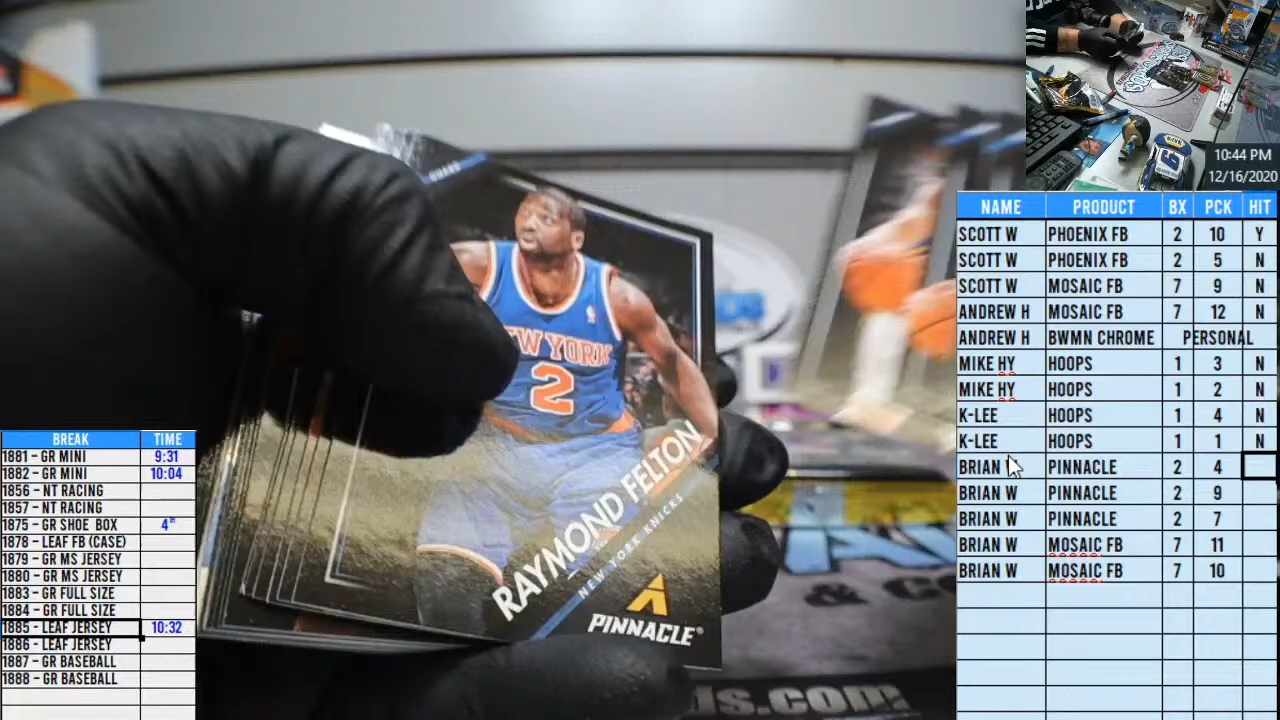 GUARD
NEW YORK
2
RAYMOND FELTON
NEW YORK KNICKS
PINNACLE
ds.com
10:44 PM
12/16/2020
NAME PRODUCT BX PCK HIT
SCOTT W PHOENIX FB 2 10 Y
SCOTT W PHOENIX FB 2 5 N
SCOTT W MOSAIC FB 7 9 N
ANDREW H MOSAIC FB 7 12 N
ANDREW H BWMN CHROME PERSONAL
MIKE HY HOOPS 1 3 N
MIKE HY HOOPS 1 2 N
K-LEE HOOPS 1 4 N
K-LEE HOOPS 1 1 N
BRIAN W PINNACLE 2 4
BRIAN W PINNACLE 2 9
BRIAN W PINNACLE 2 7
BRIAN W MOSAIC FB 7 11
BRIAN W MOSAIC FB 7 10
BREAK TIME
1881 – GR MINI 9:31
1882 – GR MINI 10:04
1856 – NT RACING
1857 – NT RACING
1875 – GR SHOE BOX 4th
1878 – LEAF FB (CASE)
1879 – GR MS JERSEY
1880 – GR MS JERSEY
1883 – GR FULL SIZE
1884 – GR FULL SIZE
1885 – LEAF JERSEY 10:32
1886 – LEAF JERSEY
1887 – GR BASEBALL
1888 – GR BASEBALL